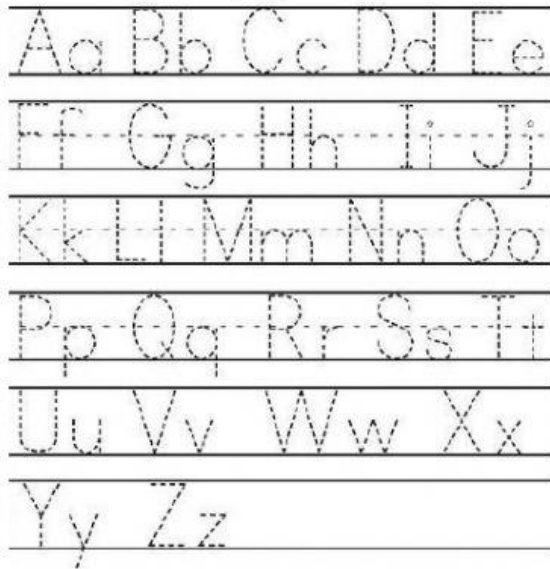 Aa Bb Cc Dd Ee
Ff Gg Hh Ii Jj
Kk Ll Mm Nn Oo
Pp Qq Rr Ss Tt
Uu Vv Ww Xx
Yy Zz